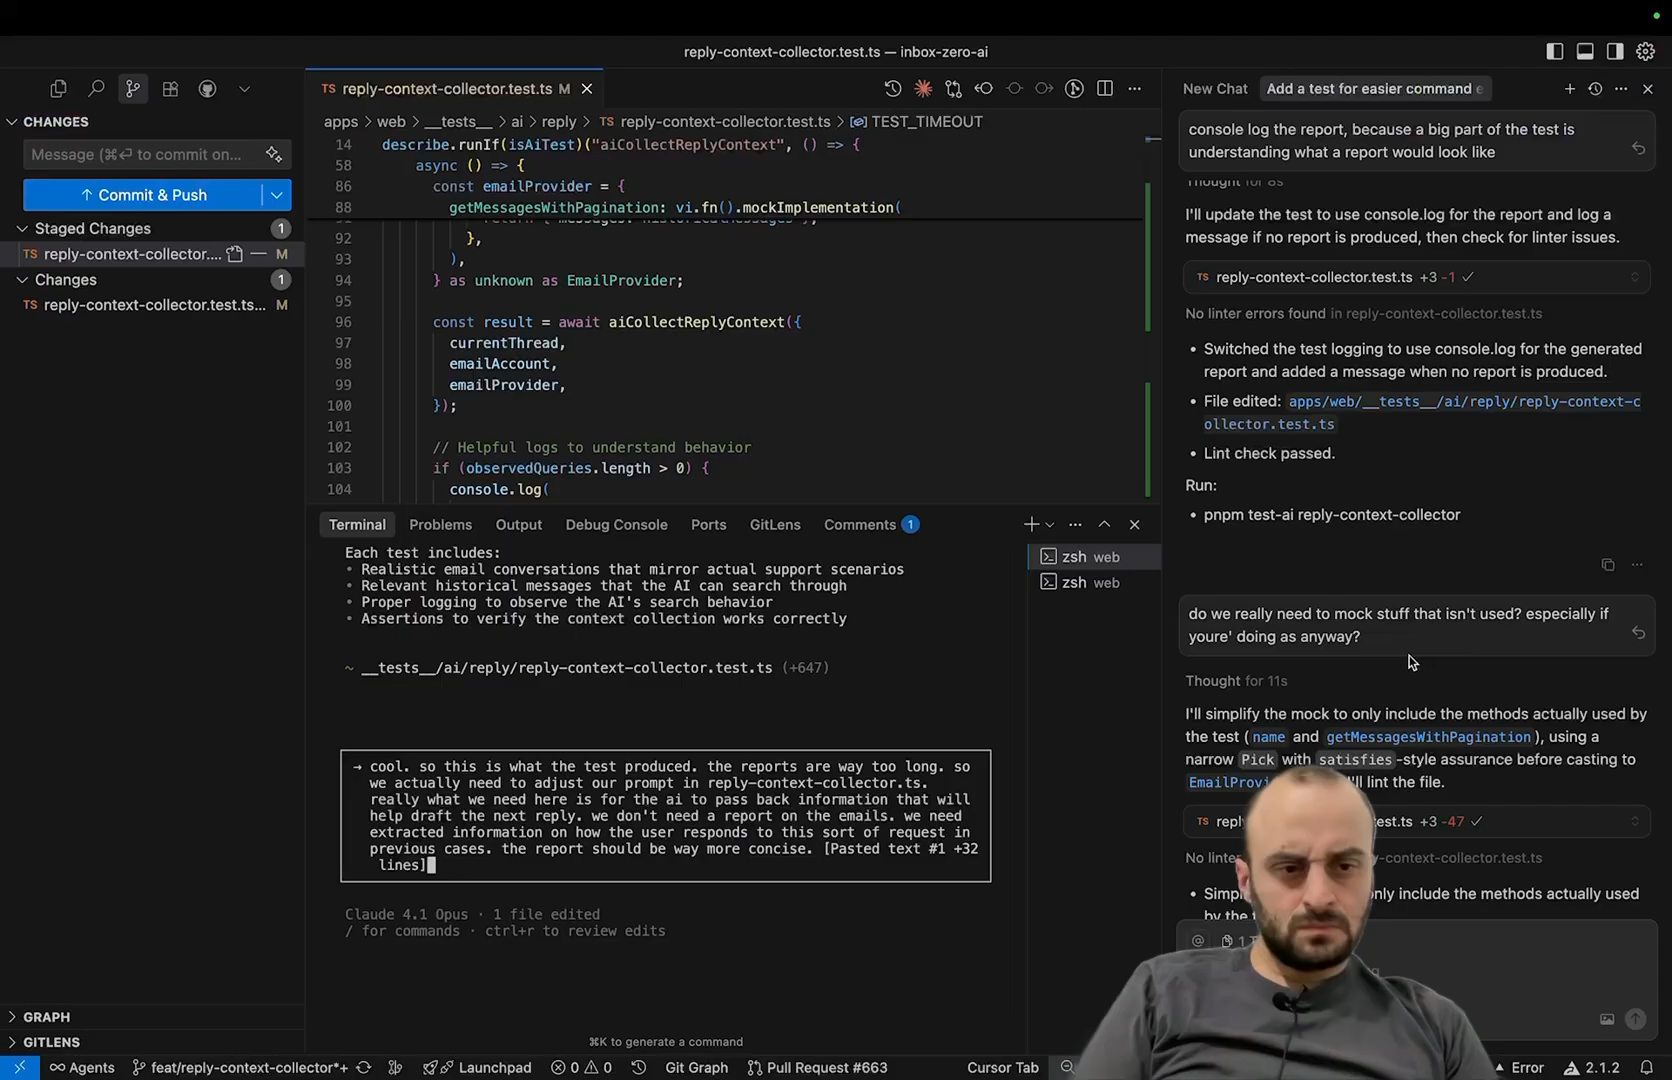 reply-context-collector.test.ts — inbox-zero-ai
CHANGES
Message (⌘⏎ to commit on...
↑ Commit & Push
Staged Changes 1
TS reply-context-collector.... M
Changes 1
TS reply-context-collector.test.ts... M
GRAPH
GITLENS
TS reply-context-collector.test.ts M
apps > web > __tests__ > ai > reply > TS reply-context-collector.test.ts > TEST_TIMEOUT
14 describe.runIf(isAiTest)("aiCollectReplyContext", () => {
58 async () => {
86 const emailProvider = {
88 getMessagesWithPagination: vi.fn().mockImplementation(
92 },
93 ),
94 } as unknown as EmailProvider;
95
96 const result = await aiCollectReplyContext({
97 currentThread,
98 emailAccount,
99 emailProvider,
100 });
101
102 // Helpful logs to understand behavior
103 if (observedQueries.length > 0) {
104 console.log(
Terminal Problems Output Debug Console Ports GitLens Comments 1
zsh web
zsh web
Each test includes:
• Realistic email conversations that mirror actual support scenarios
• Relevant historical messages that the AI can search through
• Proper logging to observe the AI's search behavior
• Assertions to verify the context collection works correctly
~ __tests__/ai/reply/reply-context-collector.test.ts (+647)
→ cool. so this is what the test produced. the reports are way too long. so
we actually need to adjust our prompt in reply-context-collector.ts.
really what we need here is for the ai to pass back information that will
help draft the next reply. we don't need a report on the emails. we need
extracted information on how the user responds to this sort of request in
previous cases. the report should be way more concise. [Pasted text #1 +32
lines]
Claude 4.1 Opus · 1 file edited
/ for commands · ctrl+r to review edits
⌘K to generate a command
New Chat Add a test for easier command e
console log the report, because a big part of the test is
understanding what a report would look like
Thought for 8s
I'll update the test to use console.log for the report and log a
message if no report is produced, then check for linter issues.
TS reply-context-collector.test.ts +3 -1 ✓
No linter errors found in reply-context-collector.test.ts
• Switched the test logging to use console.log for the generated
report and added a message when no report is produced.
• File edited: apps/web/__tests__/ai/reply/reply-context-c
ollector.test.ts
• Lint check passed.
Run:
• pnpm test-ai reply-context-collector
do we really need to mock stuff that isn't used? especially if
youre' doing as anyway?
Thought for 11s
I'll simplify the mock to only include the methods actually used by
the test (name and getMessagesWithPagination), using a
narrow Pick with satisfies-style assurance before casting to
lint the file.
+3 -47 ✓
only include the methods actually used
by the
Agents feat/reply-context-collector*+ Launchpad 0 0 Git Graph Pull Request #663 Cursor Tab Error 2.1.2